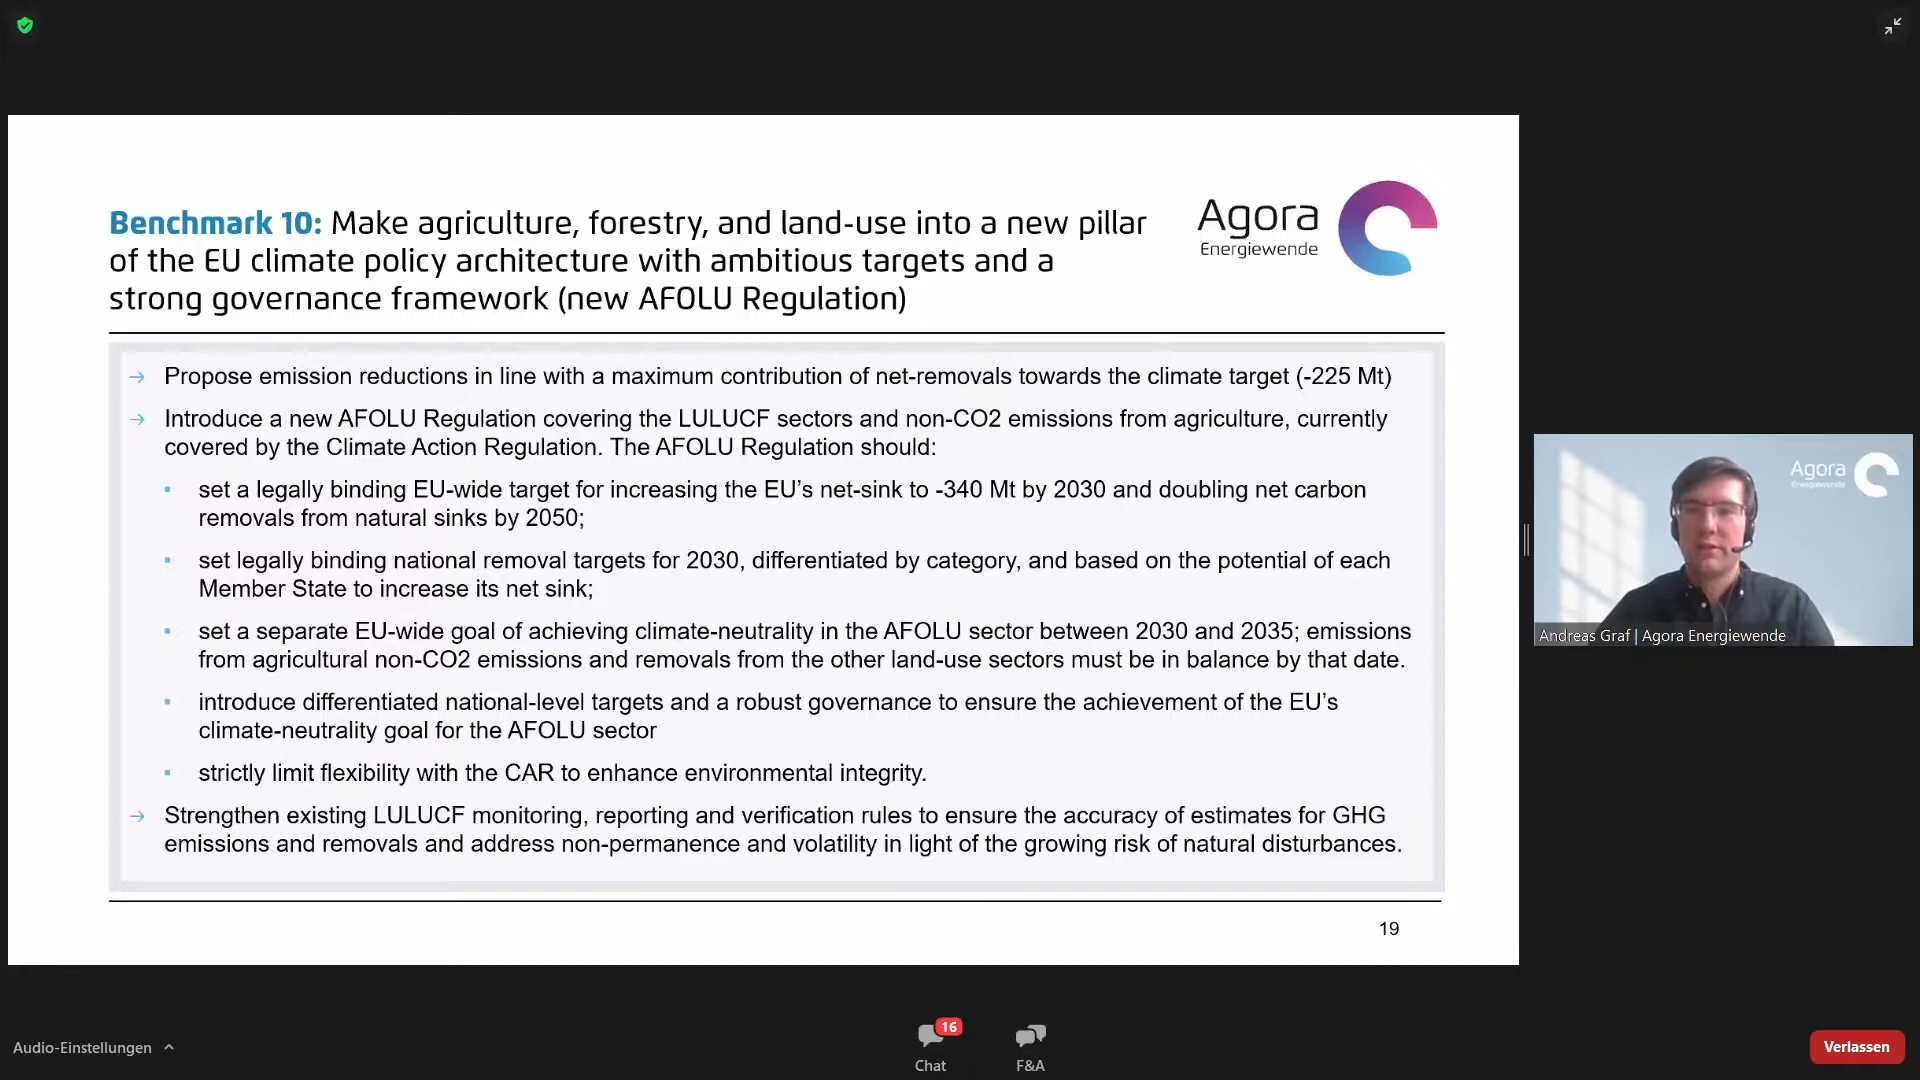 Benchmark 10: Make agriculture, forestry, and land-use into a new pillar
of the EU climate policy architecture with ambitious targets and a
strong governance framework (new AFOLU Regulation)
Agora
Energiewende
→ Propose emission reductions in line with a maximum contribution of net-removals towards the climate target (-225 Mt)
→ Introduce a new AFOLU Regulation covering the LULUCF sectors and non-CO2 emissions from agriculture, currently
covered by the Climate Action Regulation. The AFOLU Regulation should:
▪ set a legally binding EU-wide target for increasing the EU’s net-sink to -340 Mt by 2030 and doubling net carbon
removals from natural sinks by 2050;
▪ set legally binding national removal targets for 2030, differentiated by category, and based on the potential of each
Member State to increase its net sink;
▪ set a separate EU-wide goal of achieving climate-neutrality in the AFOLU sector between 2030 and 2035; emissions
from agricultural non-CO2 emissions and removals from the other land-use sectors must be in balance by that date.
▪ introduce differentiated national-level targets and a robust governance to ensure the achievement of the EU’s
climate-neutrality goal for the AFOLU sector
▪ strictly limit flexibility with the CAR to enhance environmental integrity.
→ Strengthen existing LULUCF monitoring, reporting and verification rules to ensure the accuracy of estimates for GHG
emissions and removals and address non-permanence and volatility in light of the growing risk of natural disturbances.
19
Agora
Energiewende
Andreas Graf | Agora Energiewende
Audio-Einstellungen
16
Chat
F&A
Verlassen